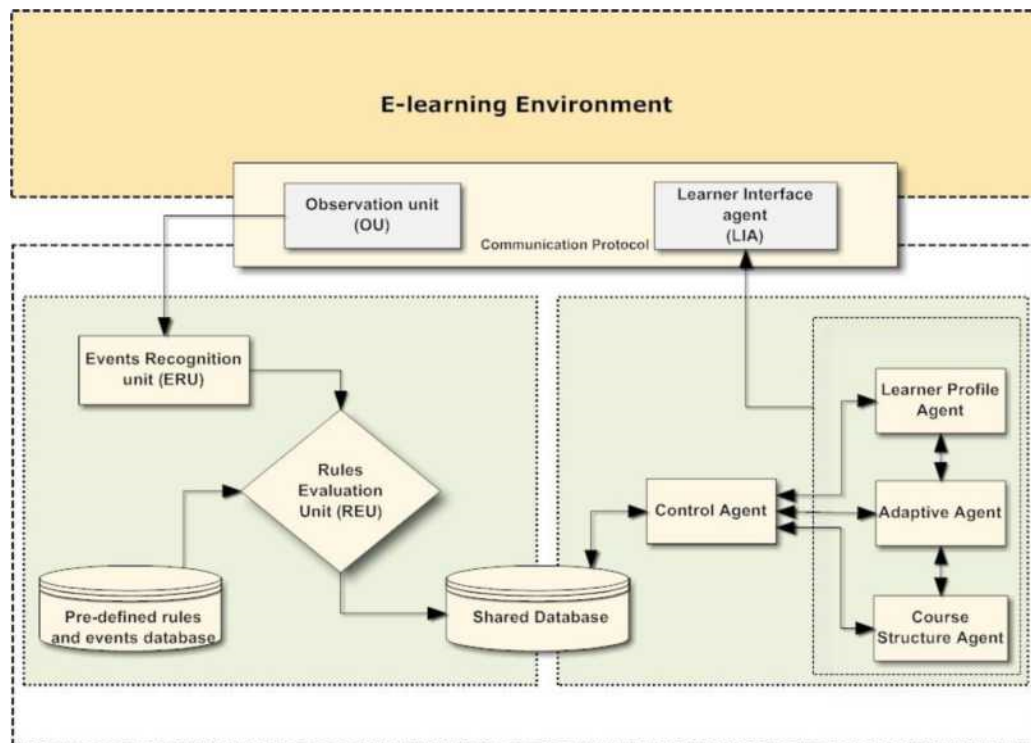 E-learning Environment
Observation unit
(OU)
Learner Interface
agent
(LIA)
Communication Protocol
Events Recognition
unit (ERU)
Learner Profile
Agent
Rules
Evaluation
Unit (REU)
Control Agent
Adaptive Agent
Pre-defined rules
and events database
Shared Database
Course
Structure Agent